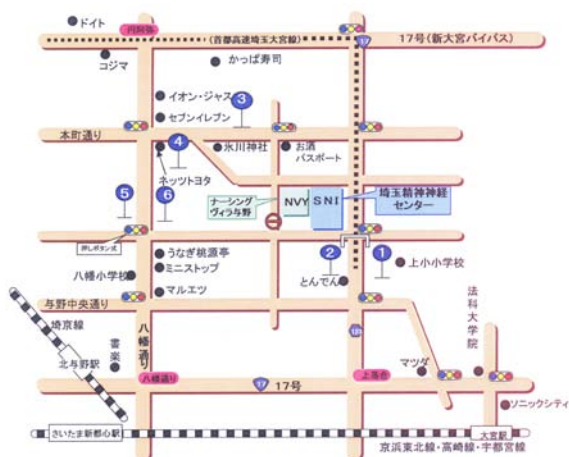 ドイト
円阿弥
(首都高速埼玉大宮線)
17
17号(新大宮バイパス)
コジマ
かっぱ寿司
イオン・ジャス
3
セブンイレブン
本町通り
4
氷川神社
お酒
パスポート
ネッツトヨタ
5
6
ナーシング
ヴィラ与野
NVY
SNI
埼玉精神神経
センター
押しボタン式
うなぎ桃源亭
2
1
上小小学校
八幡小学校
ミニストップ
とんでん
マルエツ
与野中央通り
埼京線
北与野駅
書楽
八幡通り
法科大学院
マツダ
八幡通り
17
17号
上落合
ソニックシティ
さいたま新都心駅
大宮駅
京浜東北線・高崎線・宇都宮線